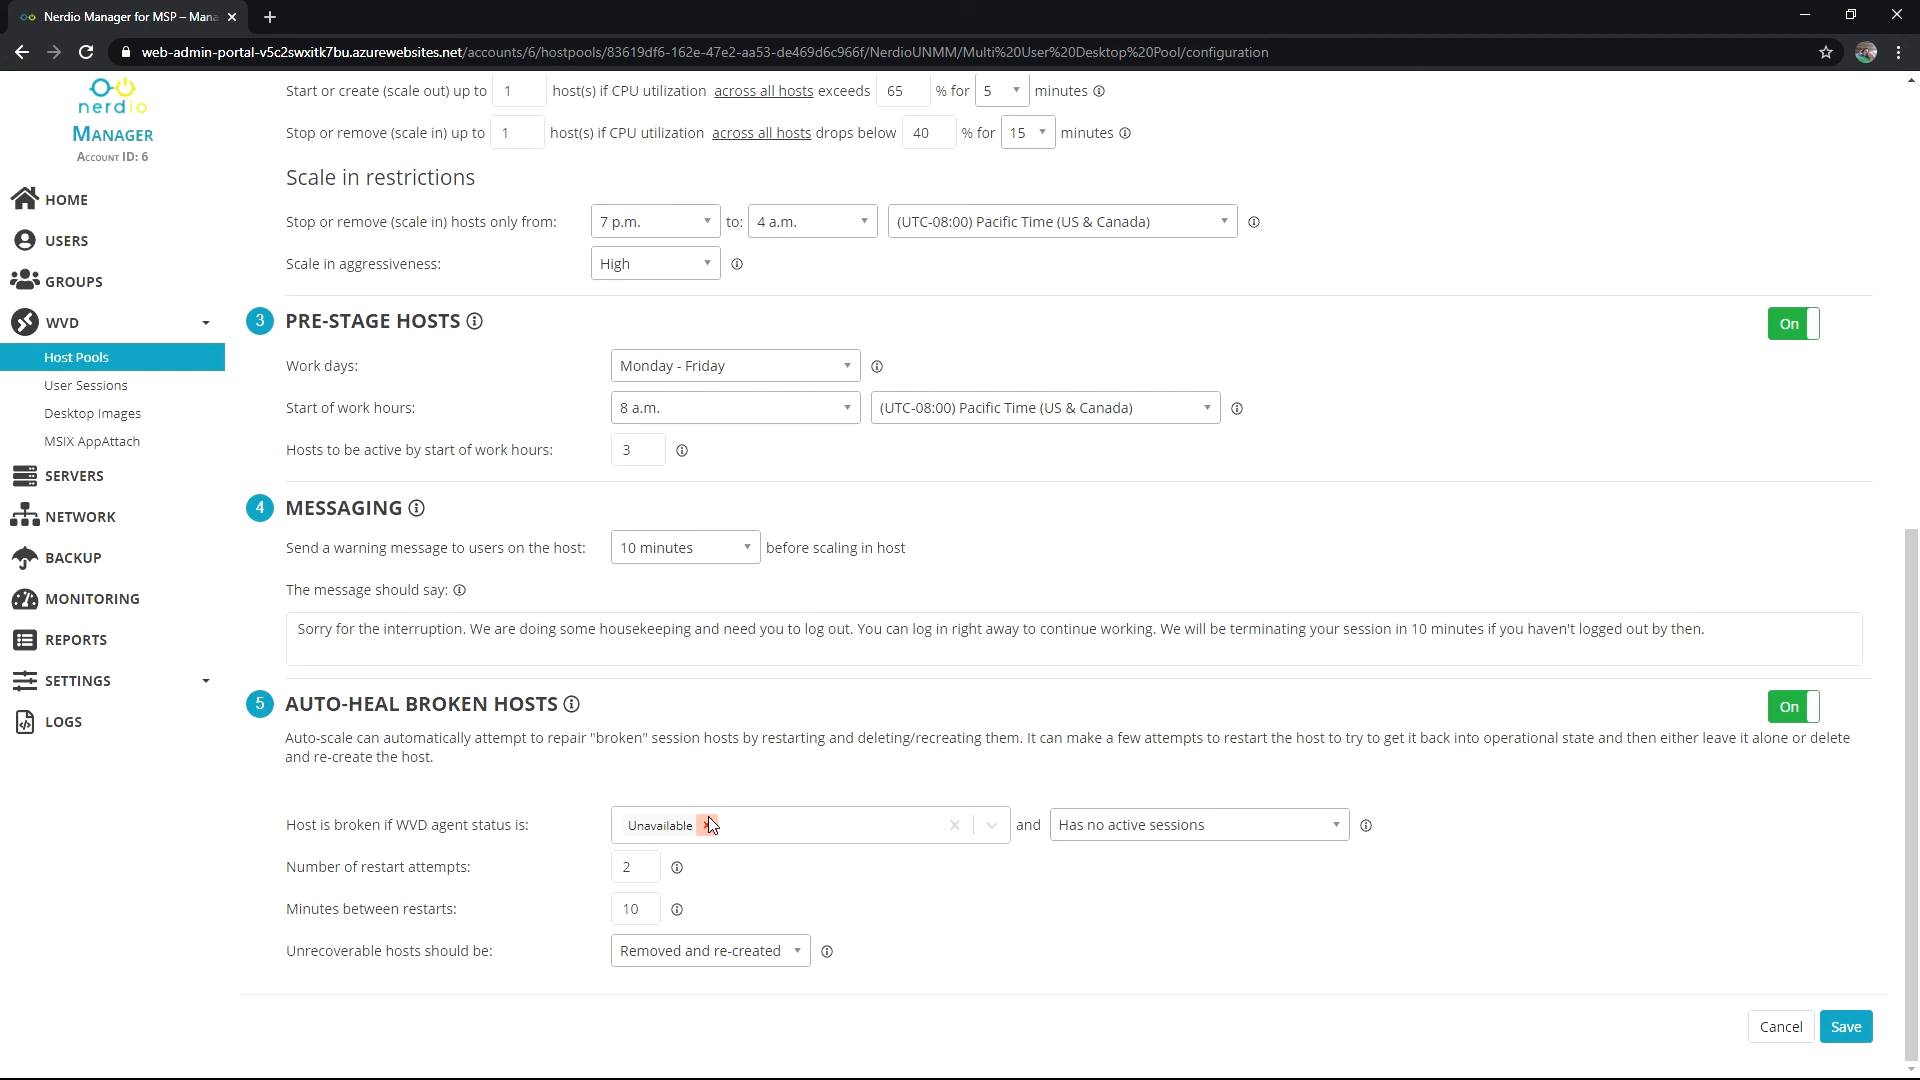 Nerdio Manager for MSP – Mana
web-admin-portal-v5c2swxitk7bu.azurewebsites.net/accounts/6/hostpools/83619df6-162e-47e2-aa53-de469d6c966f/NerdioUNMM/Multi%20User%20Desktop%20Pool/configuration
nerdio
MANAGER
ACCOUNT ID: 6
HOME
USERS
GROUPS
WVD
Host Pools
User Sessions
Desktop Images
MSIX AppAttach
SERVERS
NETWORK
BACKUP
MONITORING
REPORTS
SETTINGS
LOGS
Start or create (scale out) up to 1 host(s) if CPU utilization across all hosts exceeds 65 % for 5 minutes
Stop or remove (scale in) up to 1 host(s) if CPU utilization across all hosts drops below 40 % for 15 minutes
Scale in restrictions
Stop or remove (scale in) hosts only from: 7 p.m. to: 4 a.m. (UTC-08:00) Pacific Time (US & Canada)
Scale in aggressiveness: High
3 PRE-STAGE HOSTS On
Work days: Monday - Friday
Start of work hours: 8 a.m. (UTC-08:00) Pacific Time (US & Canada)
Hosts to be active by start of work hours: 3
4 MESSAGING
Send a warning message to users on the host: 10 minutes before scaling in host
The message should say:
Sorry for the interruption. We are doing some housekeeping and need you to log out. You can log in right away to continue working. We will be terminating your session in 10 minutes if you haven't logged out by then.
5 AUTO-HEAL BROKEN HOSTS On
Auto-scale can automatically attempt to repair "broken" session hosts by restarting and deleting/recreating them. It can make a few attempts to restart the host to try to get it back into operational state and then either leave it alone or delete
and re-create the host.
Host is broken if WVD agent status is: Unavailable and Has no active sessions
Number of restart attempts: 2
Minutes between restarts: 10
Unrecoverable hosts should be: Removed and re-created
Cancel Save